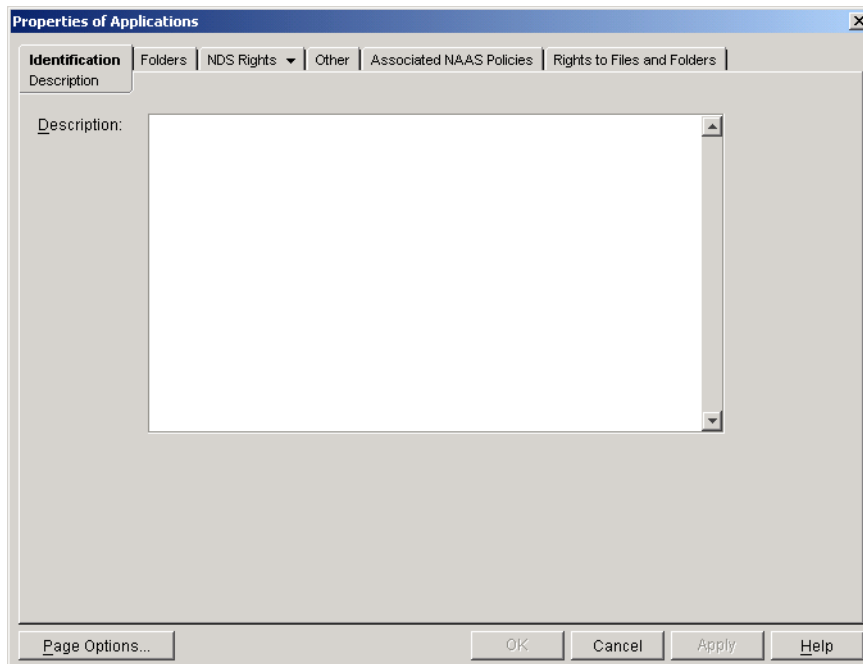 Properties of Applications
Identification Folders NDS Rights Other Associated NAAS Policies Rights to Files and Folders
Description
Description:
Page Options... OK Cancel Apply Help